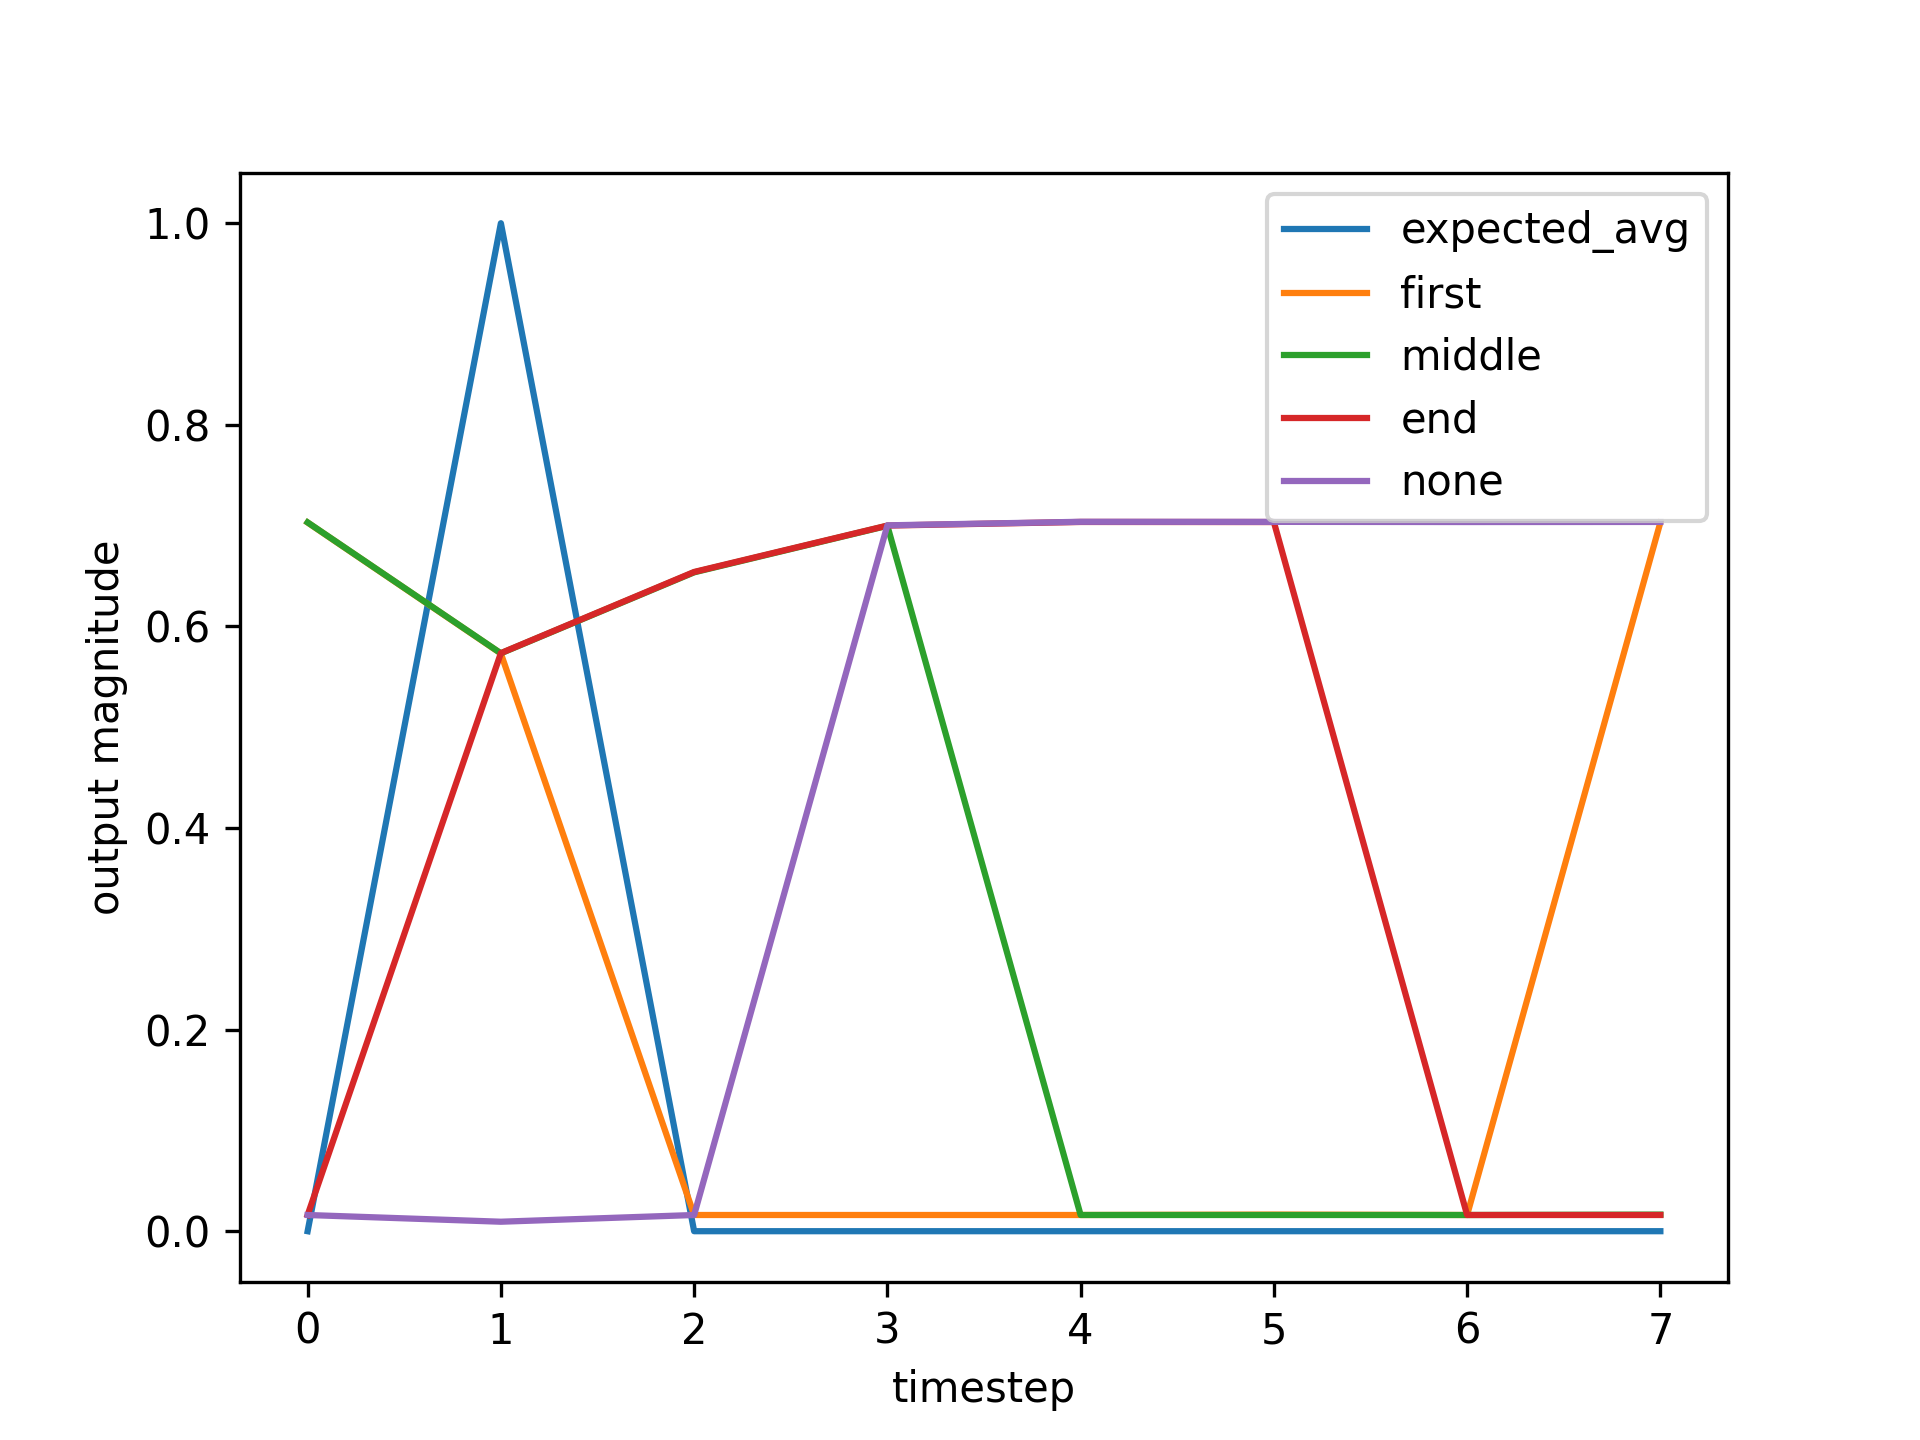 1.0
0.8
0.6
0.4
0.2
0.0
output magnitude
expected_avg
first
middle
end
none
0 1 2 3 4 5 6 7
timestep